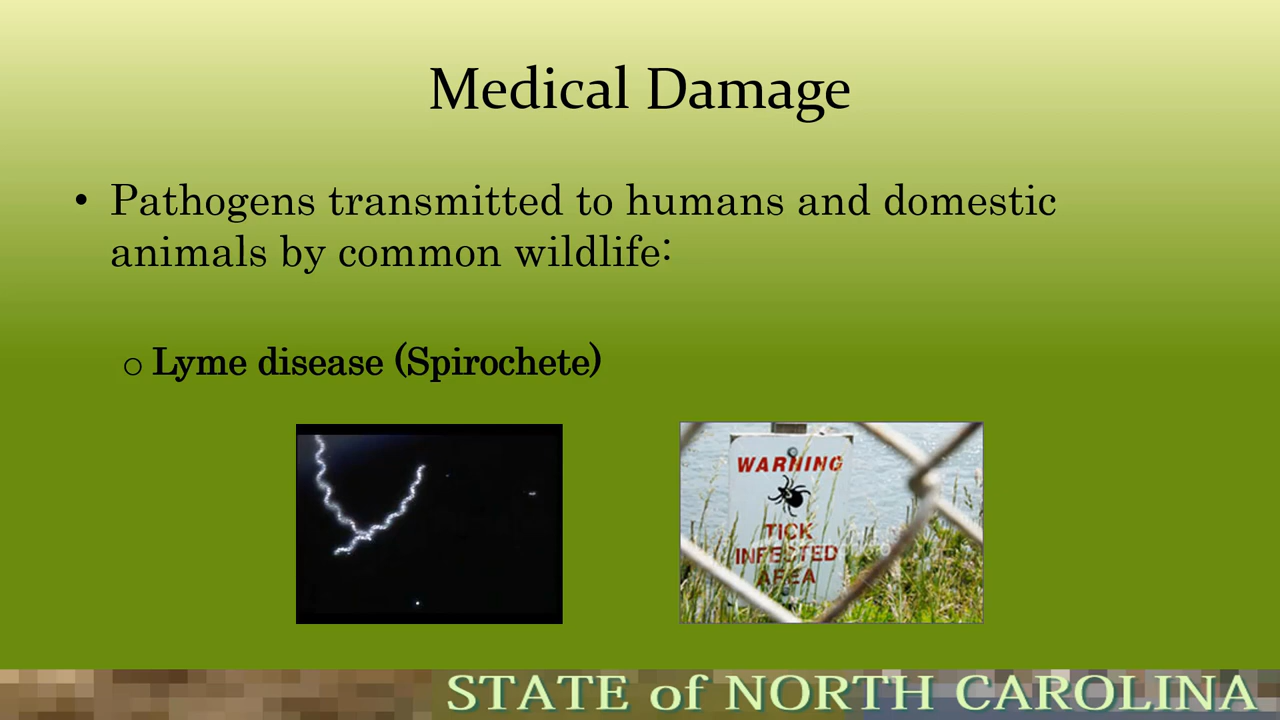 Medical Damage
• Pathogens transmitted to humans and domestic
animals by common wildlife:
o Lyme disease (Spirochete)
WARNING
TICK
INFESTED
AREA
STATE of NORTH CAROLINA